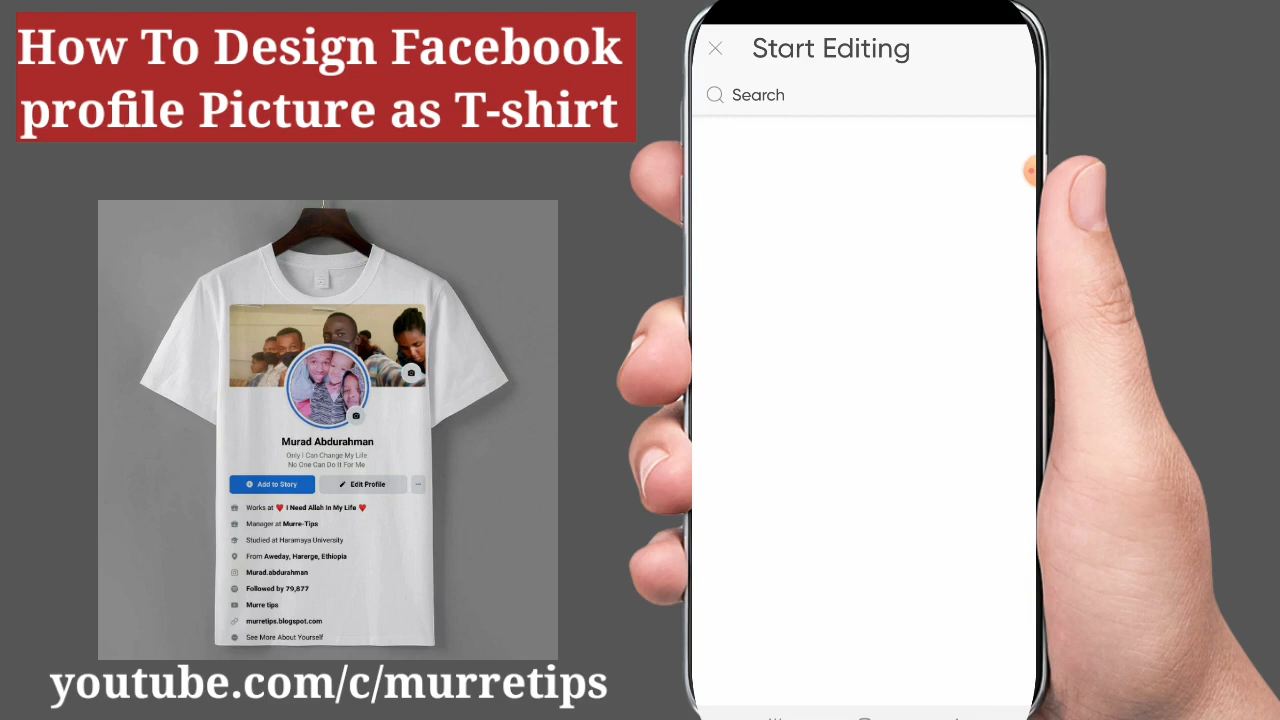 How To Design Facebook
profile Picture as T-shirt
Start Editing
Search
Murad Abdurahman
Only I Can Change My Life
No One Can Do It For Me
Add to Story
Edit Profile
Works at ❤️ I Need Allah In My Life ❤️
Manager at Murre-Tips
Studied at Haramaya University
From Aweday, Harerge, Ethiopia
Murad.abdurahman
Followed by 79,877
Murre tips
murretips.blogspot.com
See More About Yourself
youtube.com/c/murretips